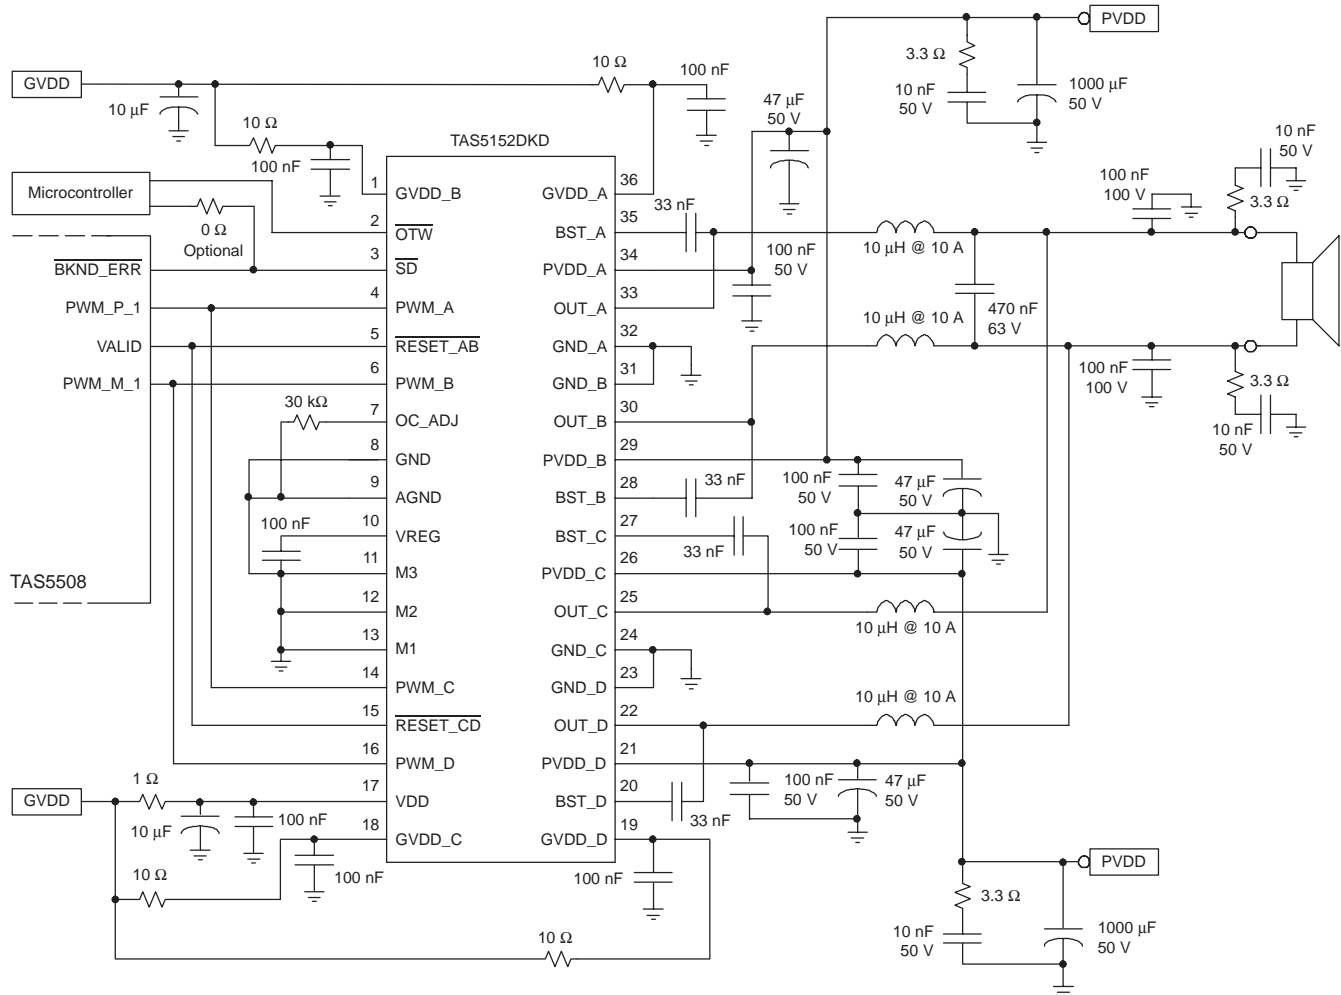 PVDD
3.3 Ω
10 nF
50 V
1000 µF
50 V
GVDD
10 µF
10 Ω
100 nF
47 µF
50 V
10 Ω
100 nF
TAS5152DKD
10 nF
50 V
3.3 Ω
100 nF
100 V
Microcontroller
0 Ω
Optional
BKND_ERR
PWM_P_1
VALID
PWM_M_1
TAS5508
1
GVDD_B
2
OTW
3
SD
4
PWM_A
5
RESET_AB
6
PWM_B
30 kΩ
7
OC_ADJ
8
GND
9
AGND
100 nF
10
VREG
11
M3
12
M2
13
M1
14
PWM_C
15
RESET_CD
16
PWM_D
17
VDD
18
GVDD_C
36
GVDD_A
35
BST_A
34
PVDD_A
33
OUT_A
32
GND_A
31
GND_B
30
OUT_B
29
PVDD_B
28
BST_B
27
BST_C
26
PVDD_C
25
OUT_C
24
GND_C
23
GND_D
22
OUT_D
21
PVDD_D
20
BST_D
19
GVDD_D
33 nF
100 nF
50 V
10 µH @ 10 A
10 µH @ 10 A
470 nF
63 V
100 nF
100 V
3.3 Ω
10 nF
50 V
33 nF
100 nF
50 V
47 µF
50 V
33 nF
100 nF
50 V
47 µF
50 V
10 µH @ 10 A
10 µH @ 10 A
100 nF
50 V
47 µF
50 V
33 nF
GVDD
1 Ω
10 µF
100 nF
10 Ω
100 nF
100 nF
10 Ω
PVDD
3.3 Ω
10 nF
50 V
1000 µF
50 V